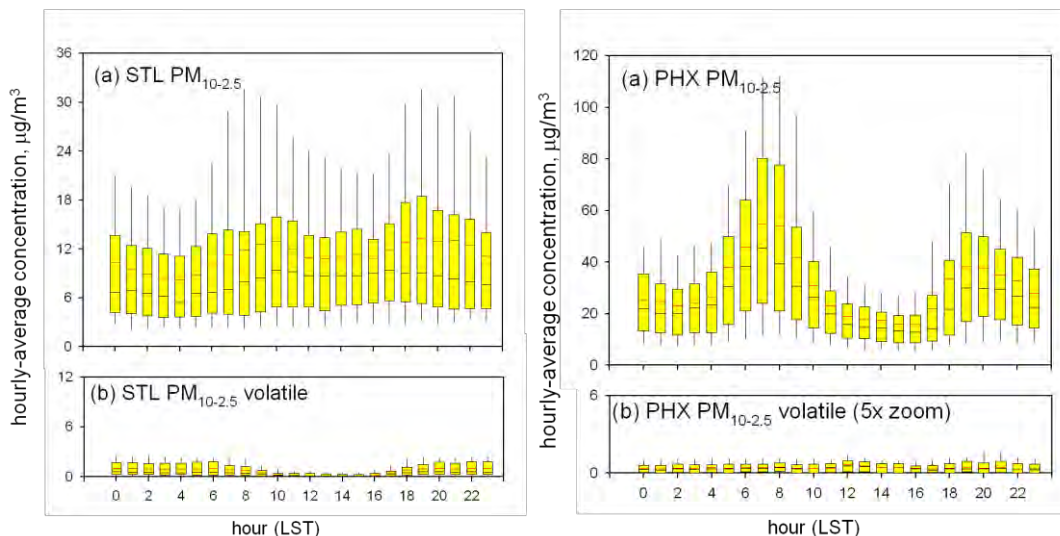 hourly-average concentration, μg/m³
36
30
24
18
12
6
0
(a) STL PM₁₀₋₂.₅
12
6
0
(b) STL PM₁₀₋₂.₅ volatile
0 2 4 6 8 10 12 14 16 18 20 22
hour (LST)
hourly-average concentration, μg/m³
120
100
80
60
40
20
0
(a) PHX PM₁₀₋₂.₅
6
0
(b) PHX PM₁₀₋₂.₅ volatile (5x zoom)
0 2 4 6 8 10 12 14 16 18 20 22
hour (LST)